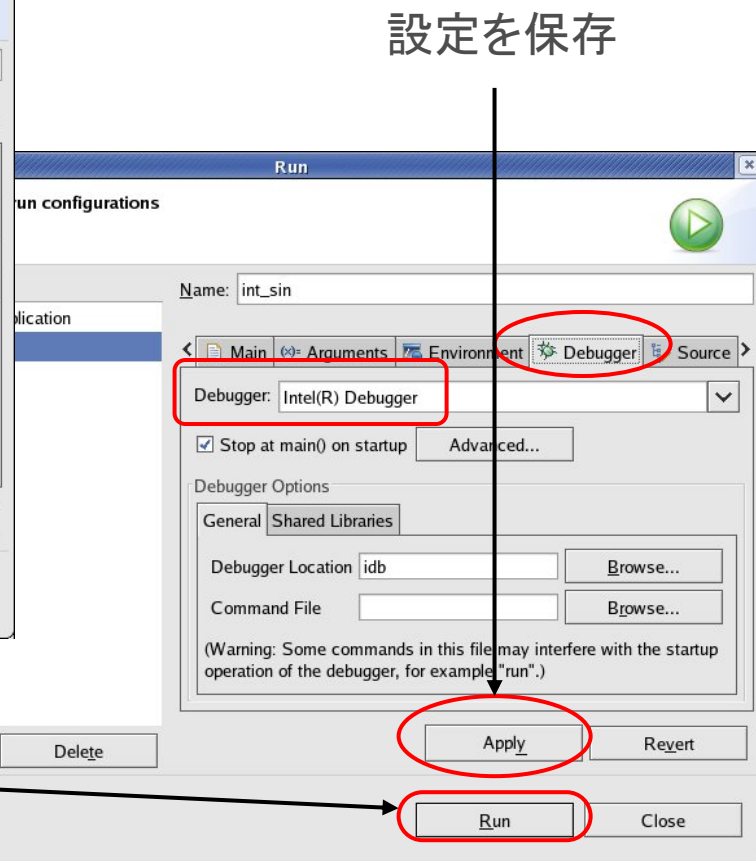 設定を保存
Run
run configurations
Name: int_sin
plication
Main (x)= Arguments Environment Debugger Source
Debugger: Intel(R) Debugger
Stop at main() on startup Advanced...
Debugger Options
General Shared Libraries
Debugger Location idb Browse...
Command File Browse...
(Warning: Some commands in this file may interfere with the startup
operation of the debugger, for example "run".)
Delete Apply Revert
Run Close